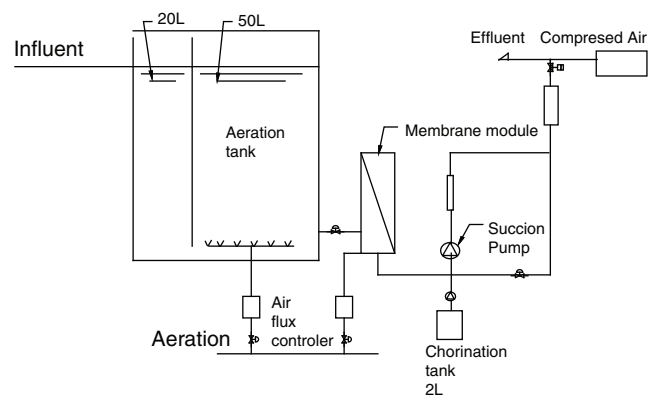 20L
50L
Influent
Effluent
Compresed Air
Aeration
tank
Membrane module
Succion
Pump
Air
flux
controler
Aeration
Chorination
tank
2L